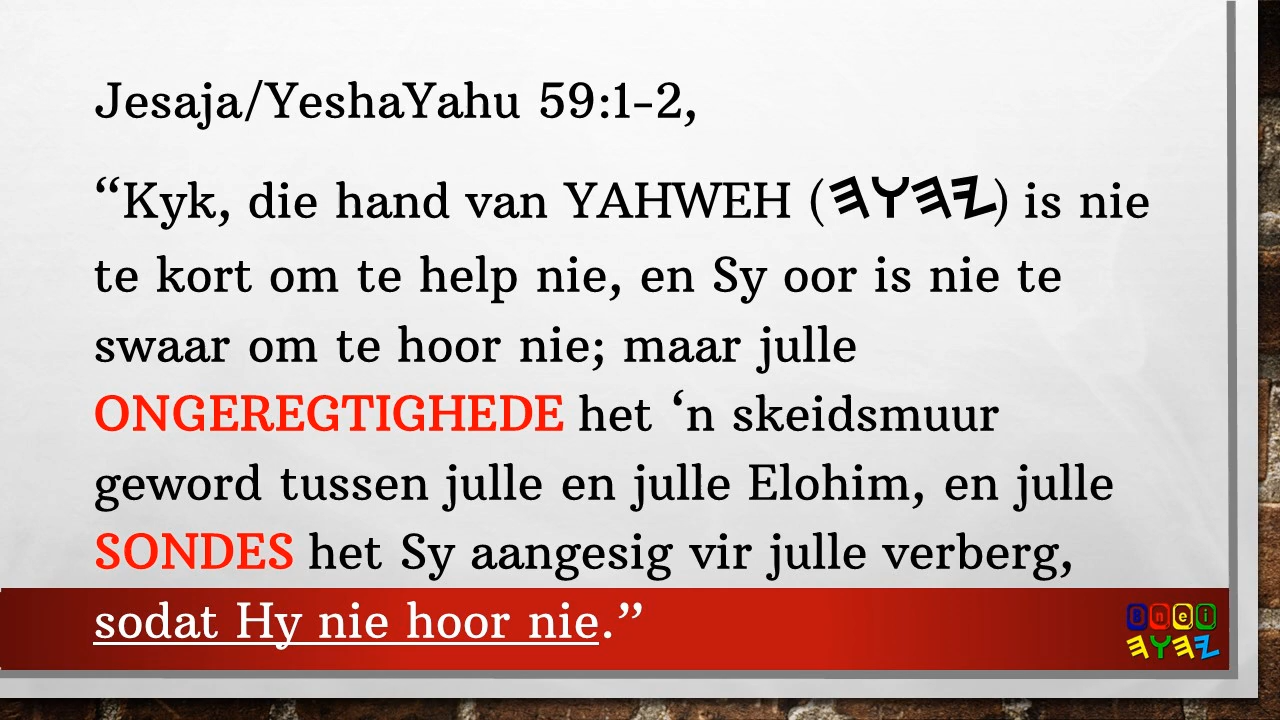 Jesaja/YeshaYahu 59:1-2,
“Kyk, die hand van YAHWEH (𐤉𐤄𐤅𐤄) is nie
te kort om te help nie, en Sy oor is nie te
swaar om te hoor nie; maar julle
ONGEREGTIGHEDE het ‘n skeidsmuur
geword tussen julle en julle Elohim, en julle
SONDES het Sy aangesig vir julle verberg,
sodat Hy nie hoor nie.”
Bnei
𐤉𐤄𐤅𐤄